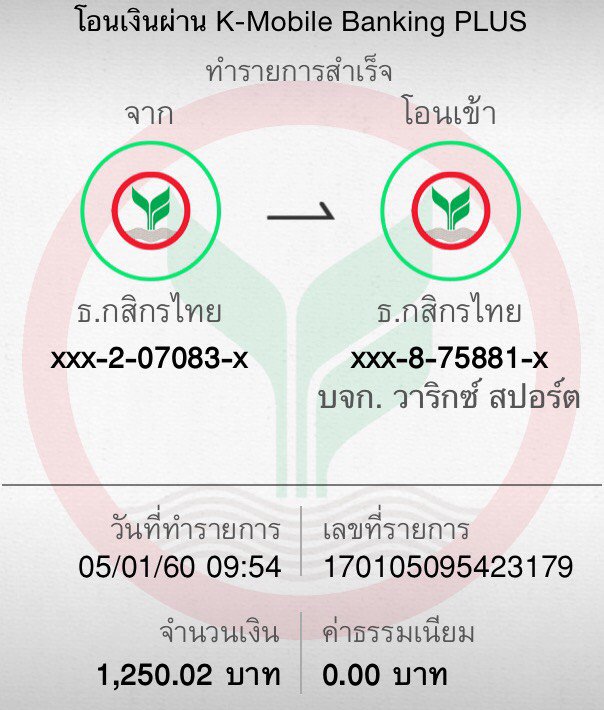 โอนเงินผ่าน K-Mobile Banking PLUS
ทำรายการสำเร็จ
จาก
โอนเข้า
ธ.กสิกรไทย
ธ.กสิกรไทย
xxx-2-07083-x
xxx-8-75881-x
บจก. วาริกซ์ สปอร์ต
วันที่ทำรายการ
เลขที่รายการ
05/01/60 09:54
170105095423179
จำนวนเงิน
ค่าธรรมเนียม
1,250.02 บาท
0.00 บาท